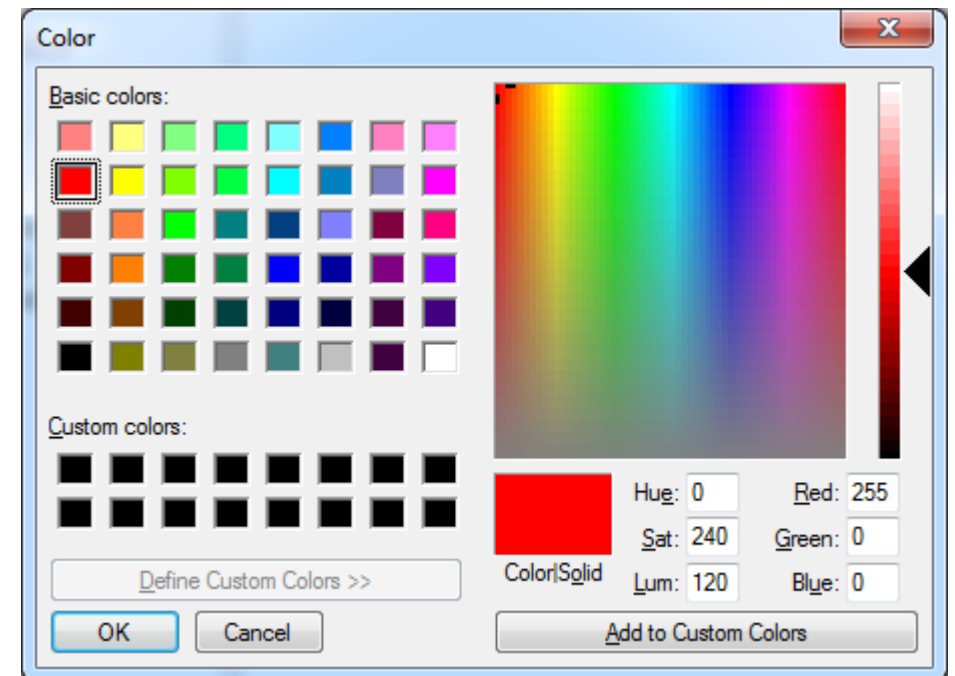 Color
Basic colors:
Custom colors:
Define Custom Colors >>
OK
Cancel
Color|Solid
Hue: 0
Red: 255
Sat: 240
Green: 0
Lum: 120
Blue: 0
Add to Custom Colors